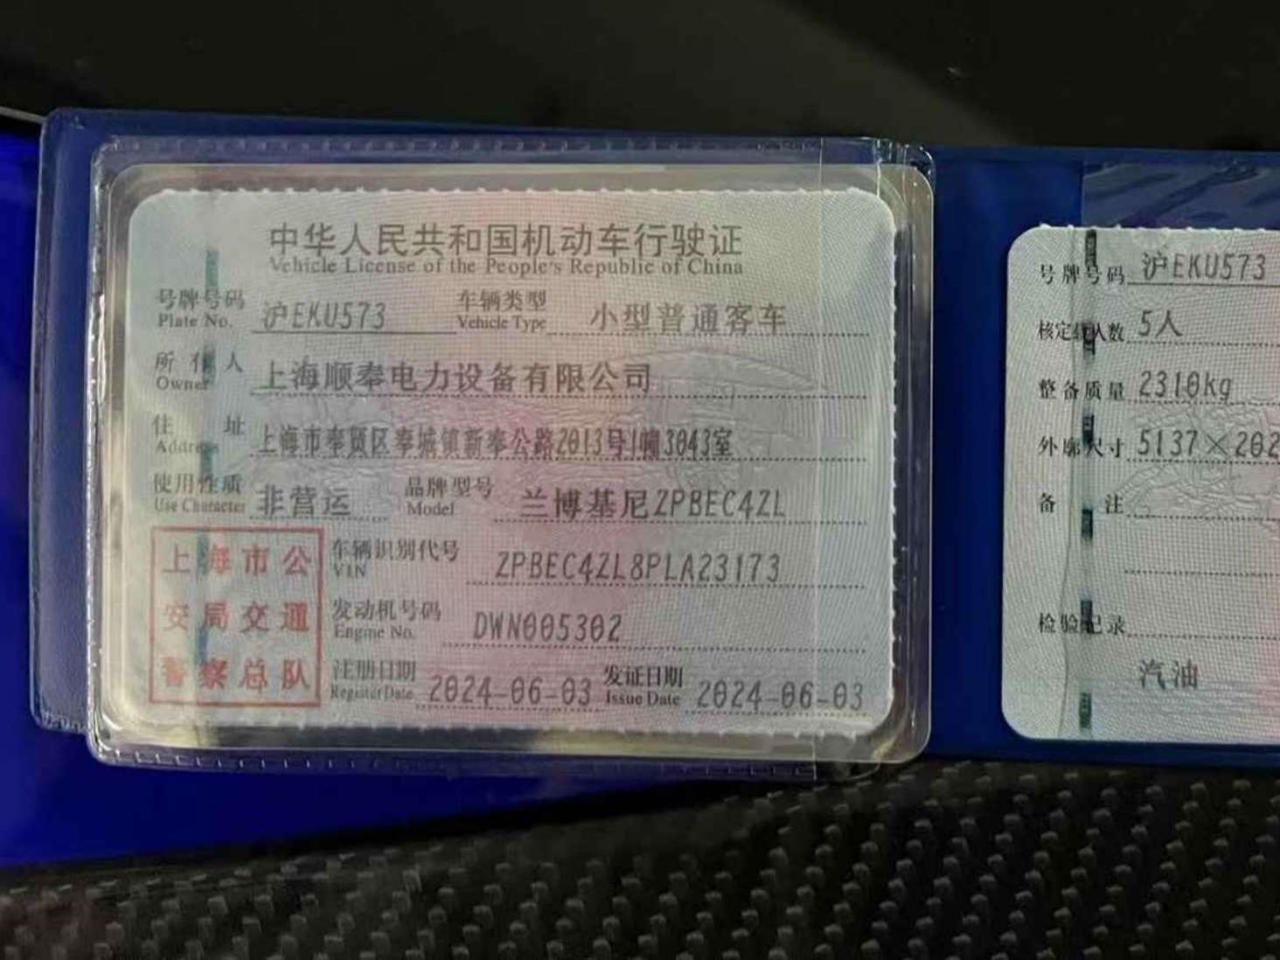 中华人民共和国机动车行驶证
Vehicle License of the People's Republic of China
号牌号码 沪EKU573 车辆类型 小型普通客车
Plate No. Vehicle Type
所有人 上海顺奉电力设备有限公司
Owner
住址 上海市奉贤区奉城镇新奉公路2013号1幢3043室
Address
使用性质 非营运 品牌型号 兰博基尼ZPBEC4ZL
Use Character Model
上海市公
安局交通
警察总队
车辆识别代号 ZPBEC4ZL8PLA23173
VIN
发动机号码 DWN005302
Engine No.
注册日期 2024-06-03 发证日期 2024-06-03
Register Date Issue Date
号牌号码 沪EKU573
核定载人数 5人
整备质量 2310kg
外廓尺寸 5137×202
备注
检验记录
汽油